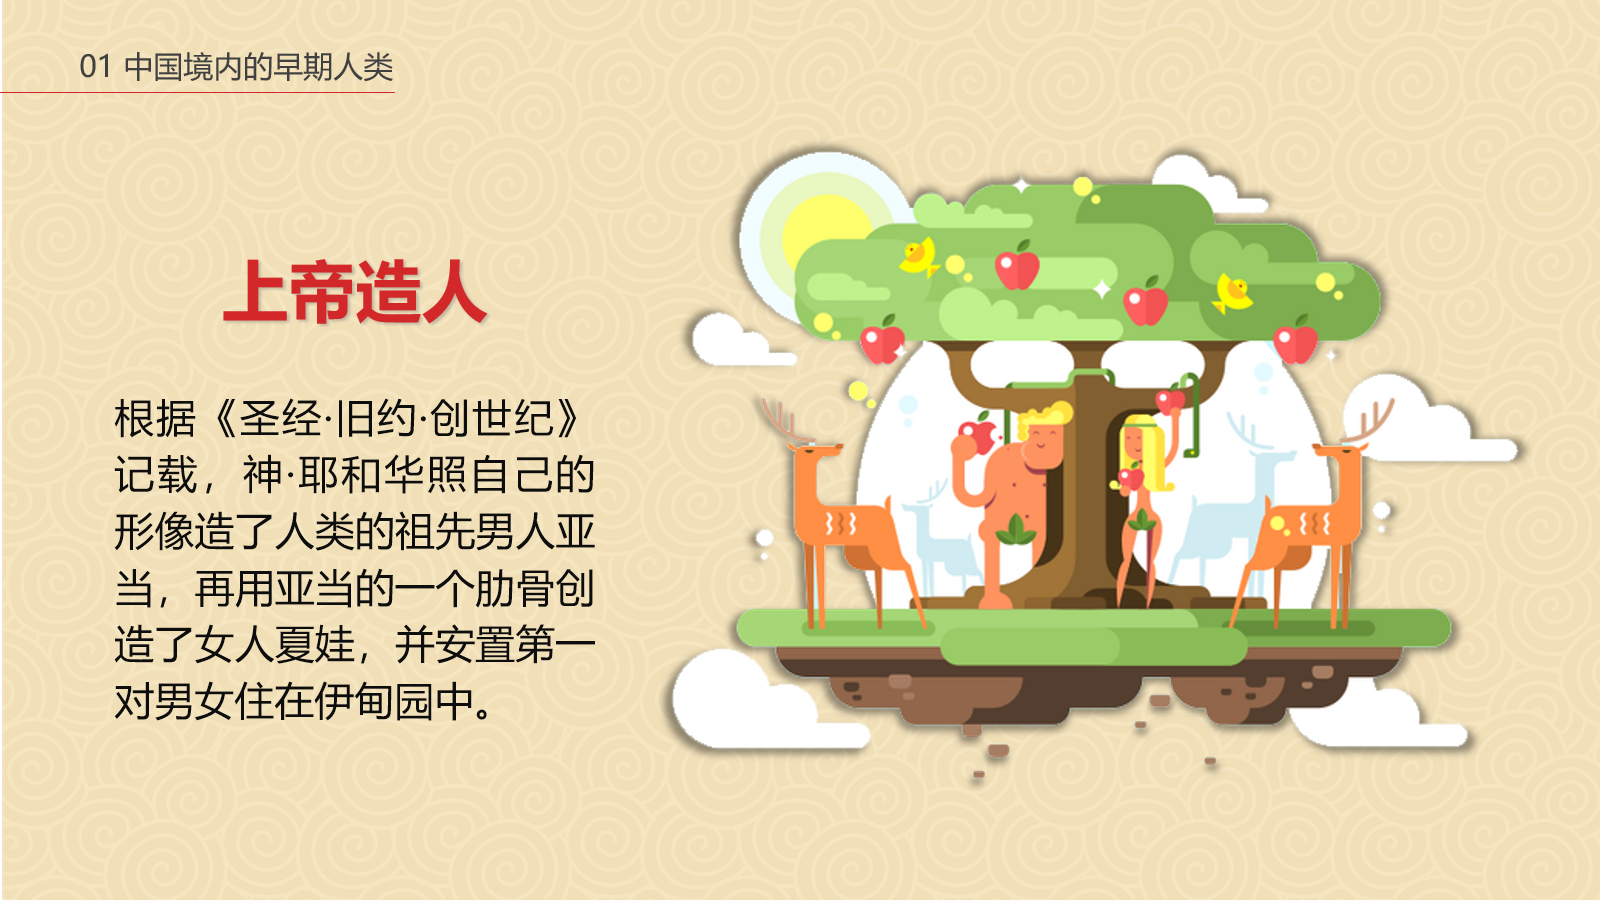 01 中国境内的早期人类
上帝造人
根据《圣经·旧约·创世纪》
记载，神·耶和华照自己的
形像造了人类的祖先男人亚
当，再用亚当的一个肋骨创
造了女人夏娃，并安置第一
对男女住在伊甸园中。